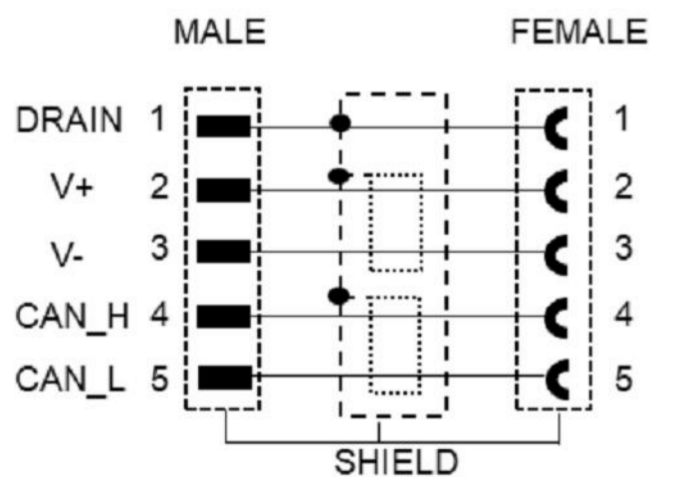 MALE FEMALE
DRAIN 1 1
V+ 2 2
V- 3 3
CAN_H 4 4
CAN_L 5 5
SHIELD